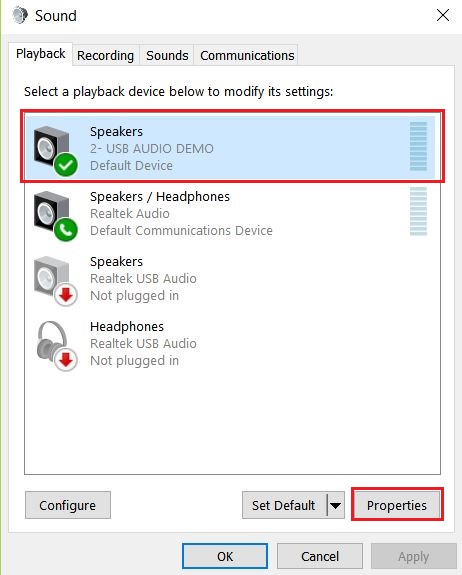 Sound
Playback Recording Sounds Communications
Select a playback device below to modify its settings:
Speakers
2- USB AUDIO DEMO
Default Device
Speakers / Headphones
Realtek Audio
Default Communications Device
Speakers
Realtek USB Audio
Not plugged in
Headphones
Realtek USB Audio
Not plugged in
Configure Set Default Properties
OK Cancel Apply